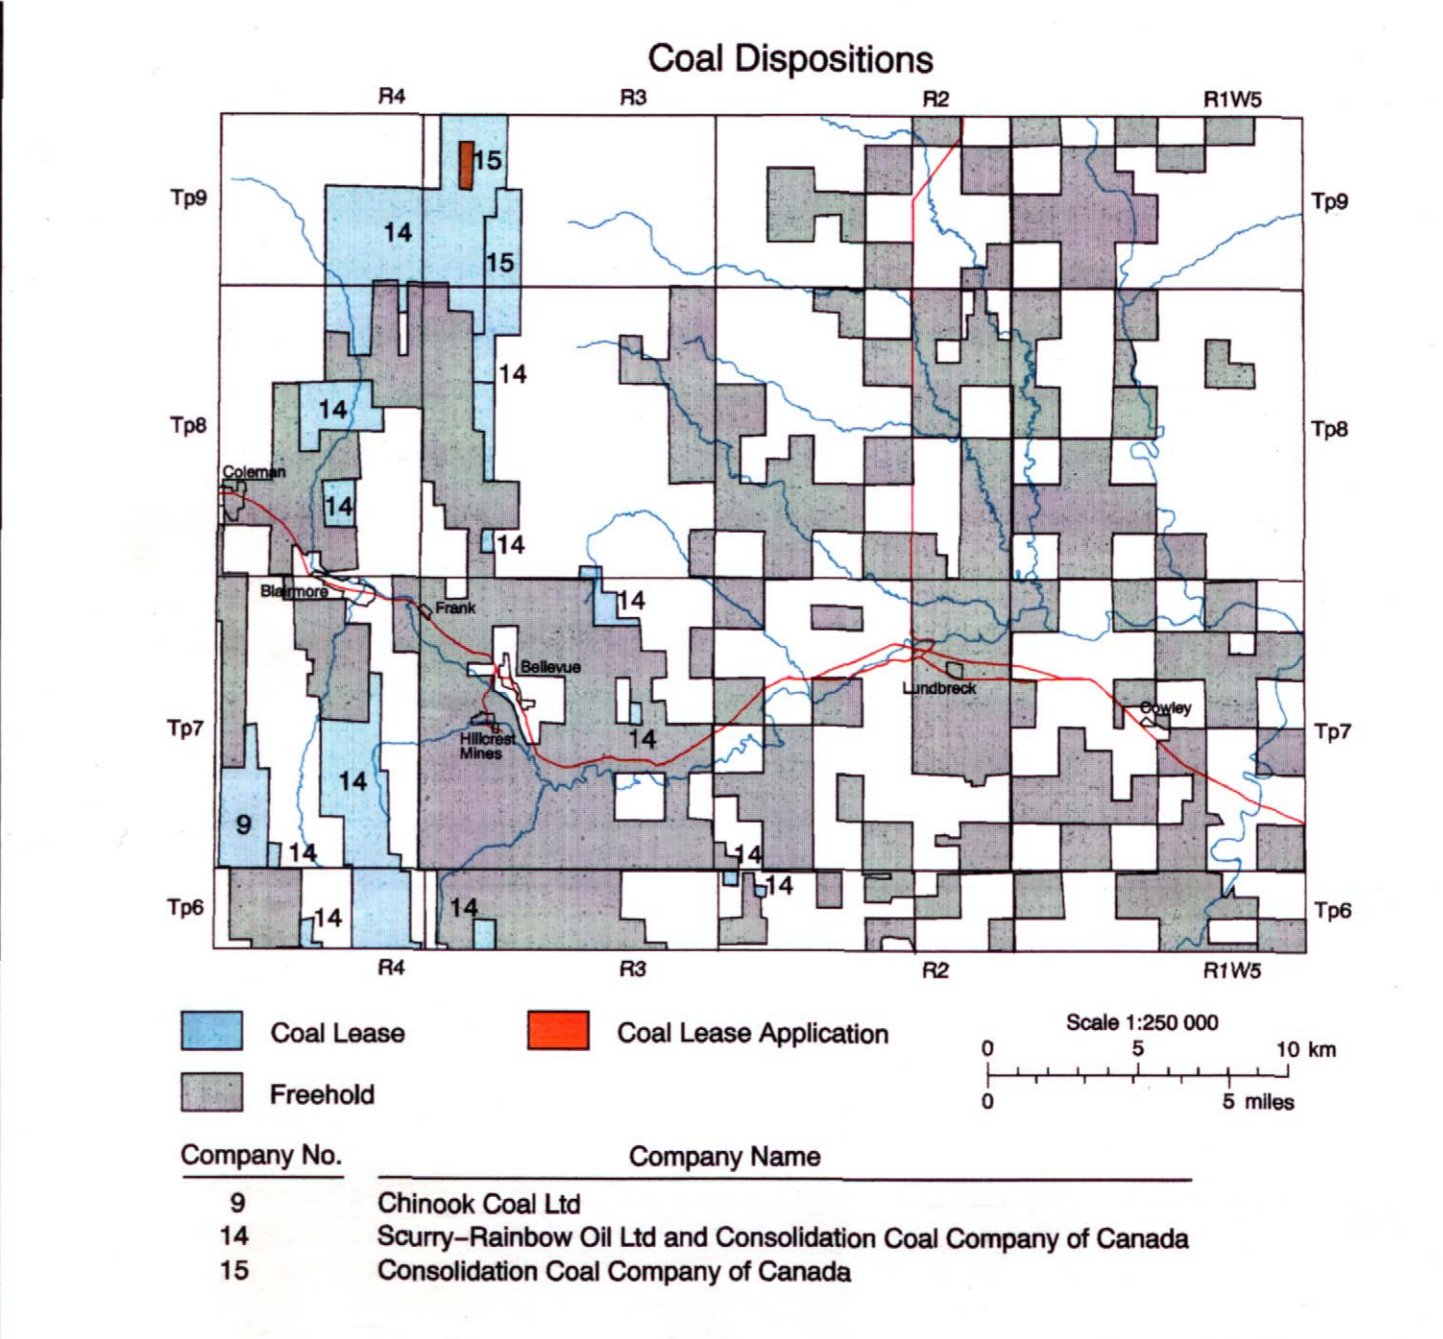 Coal Dispositions
R4 R3 R2 R1W5
15
Tp9 Tp9
14
15
14
14
Tp8 Tp8
Coleman
14
14
Blairmore
14
Frank
Bellevue
Lundbreck
Cowley
Tp7 Tp7
Hillcrest 14
Mines
14
9
14 14
14
Tp6 14 14 Tp6
R4 R3 R2 R1W5
Coal Lease Coal Lease Application
Scale 1:250 000
0 5 10 km
0 5 miles
Freehold
Company No. Company Name
9 Chinook Coal Ltd
14 Scurry–Rainbow Oil Ltd and Consolidation Coal Company of Canada
15 Consolidation Coal Company of Canada